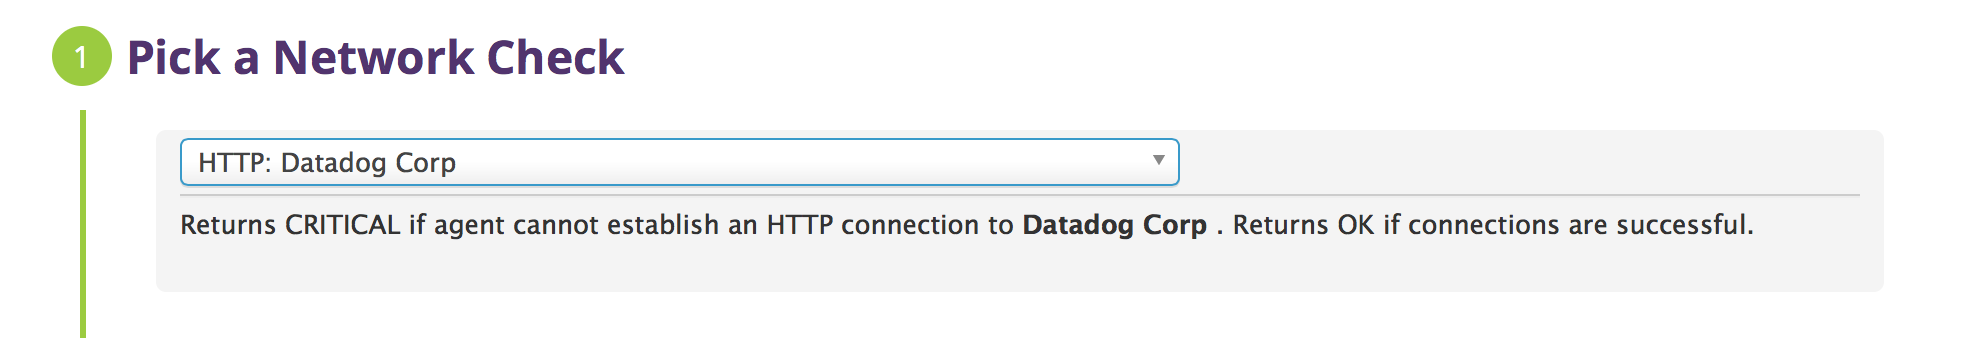 1 Pick a Network Check
HTTP: Datadog Corp
Returns CRITICAL if agent cannot establish an HTTP connection to Datadog Corp . Returns OK if connections are successful.